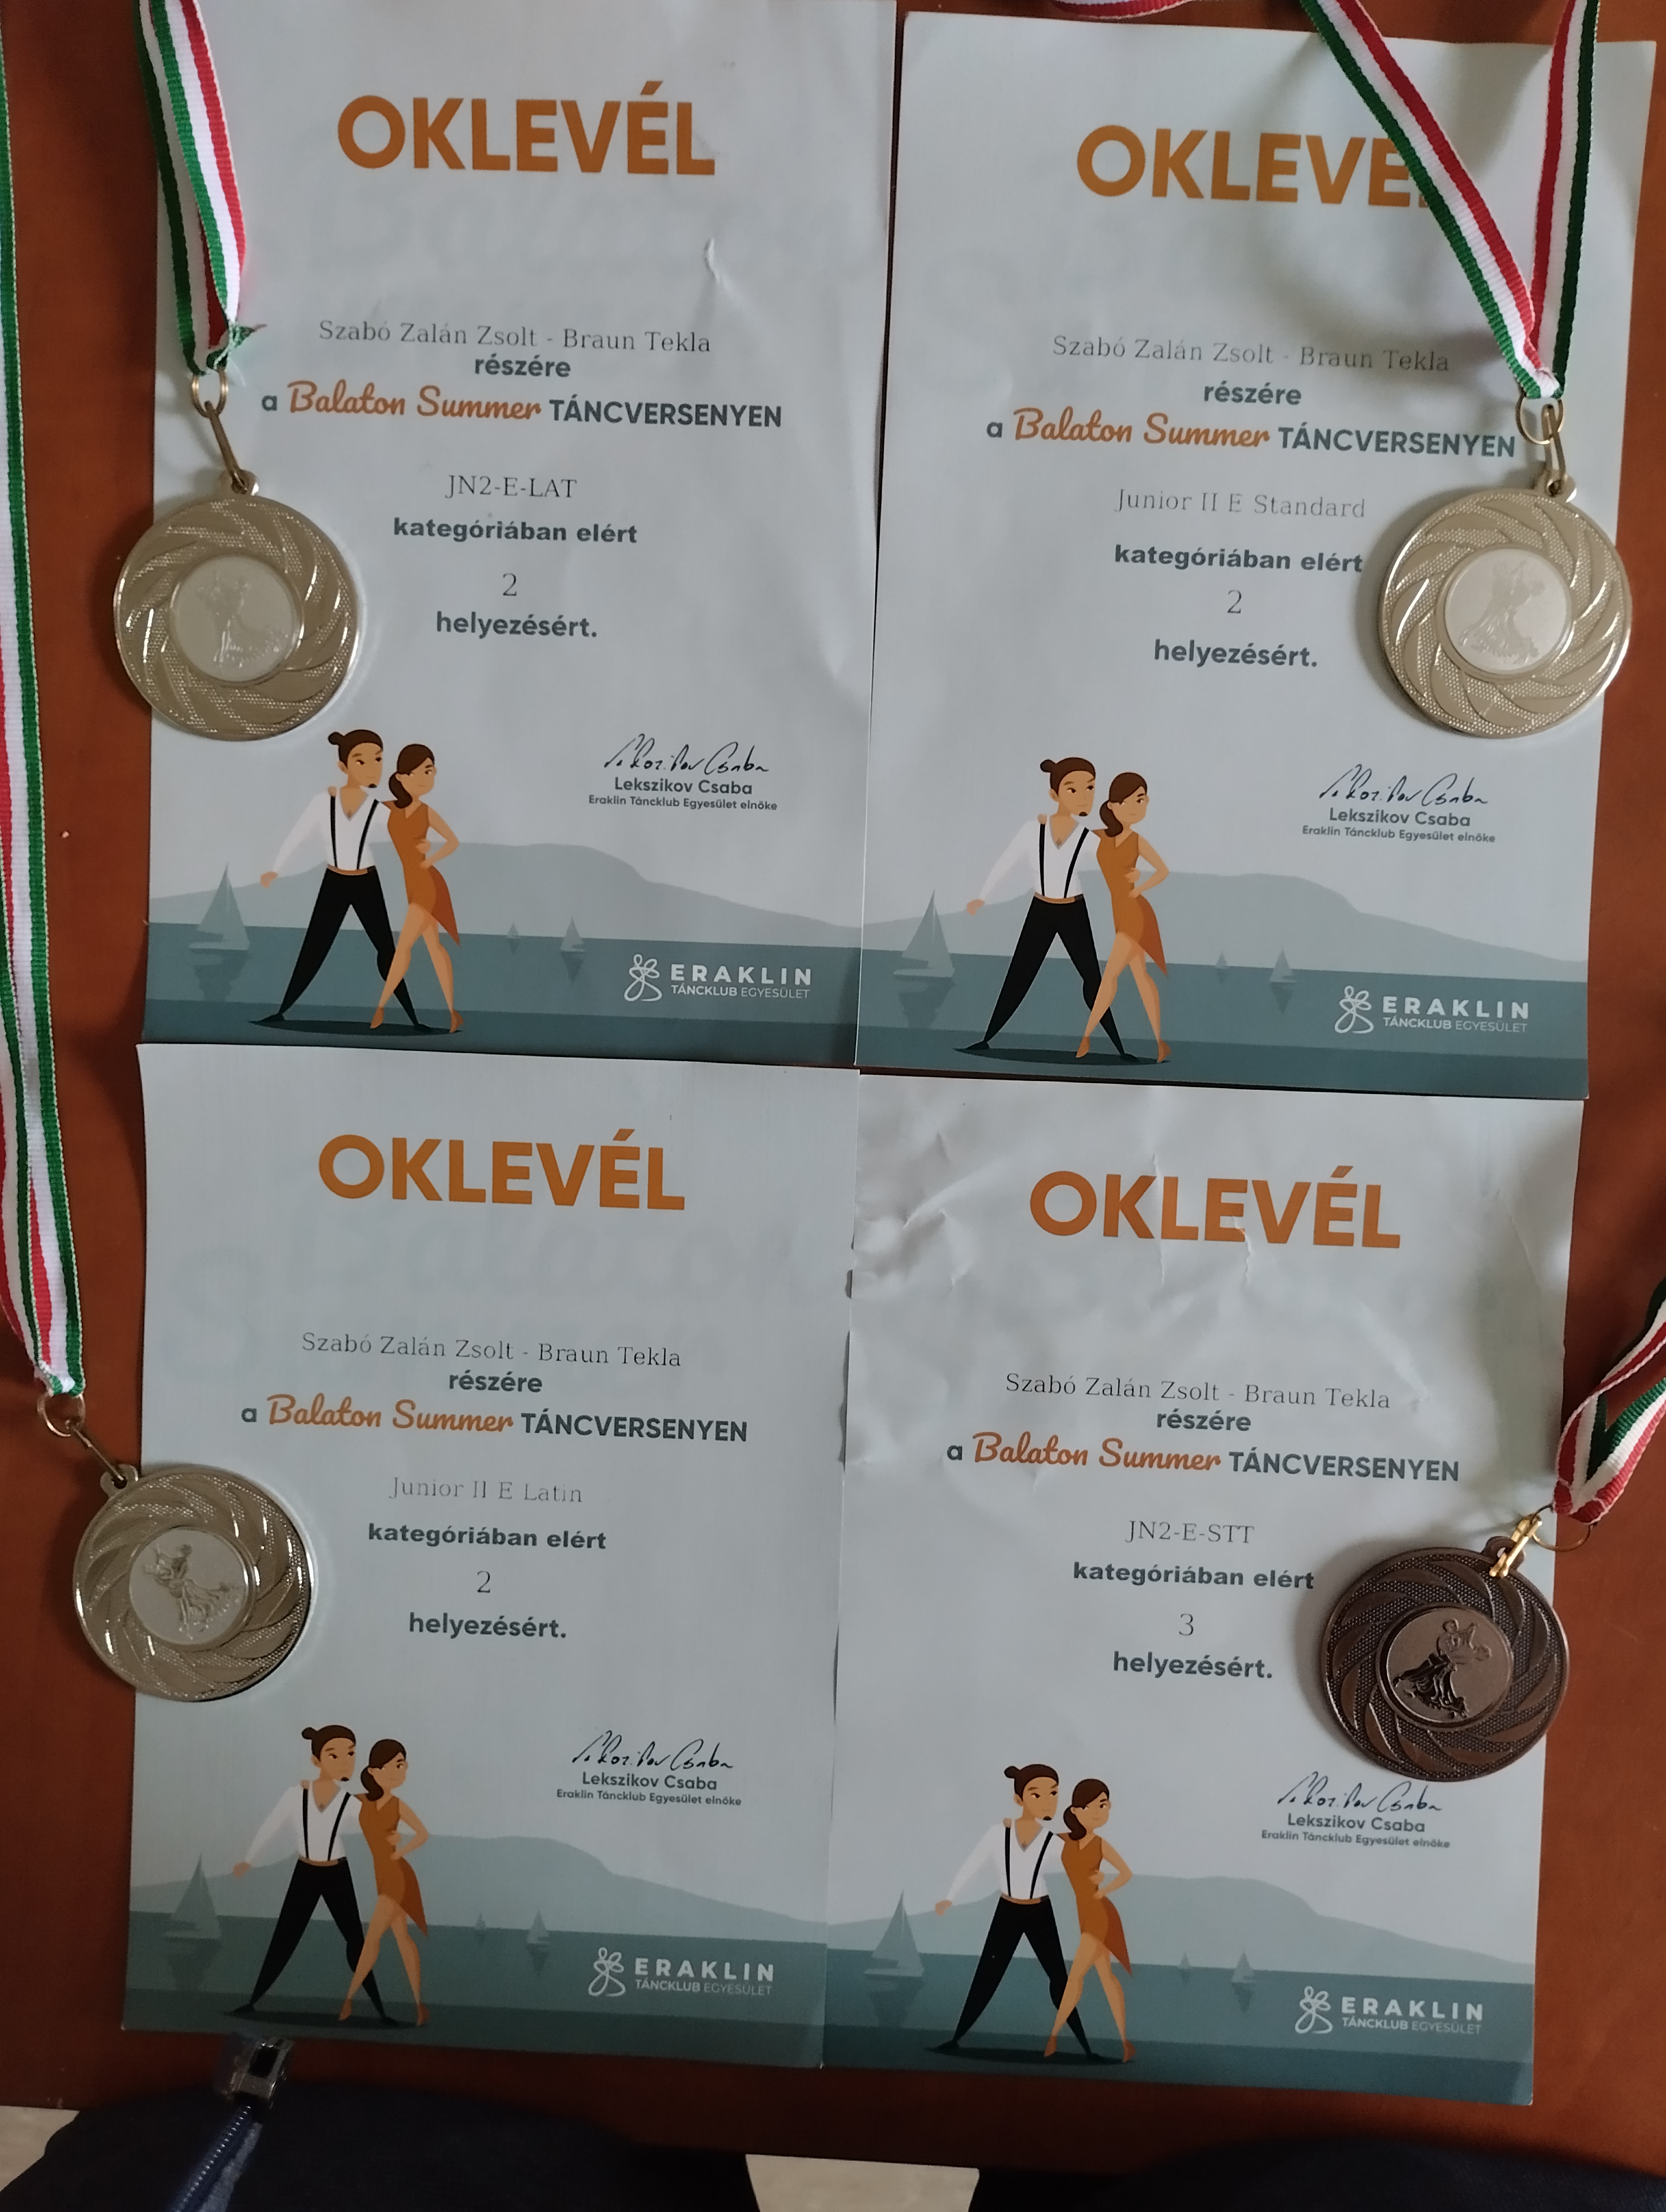 OKLEVÉL
Szabó Zalán Zsolt - Braun Tekla
részére
a Balaton Summer TÁNCVERSENYEN
JN2-E-LAT
kategóriában elért
2
helyezésért.
Lekszikov Csaba
Eraklin Táncklub Egyesület elnöke
ERAKLIN
TÁNCKLUB EGYESÜLET
OKLEVÉ
Szabó Zalán Zsolt - Braun Tekla
részére
a Balaton Summer TÁNCVERSENYEN
Junior II E Standard
kategóriában elért
2
helyezésért.
Lekszikov Csaba
Eraklin Táncklub Egyesület elnöke
ERAKLIN
TÁNCKLUB EGYESÜLET
OKLEVÉL
Szabó Zalán Zsolt - Braun Tekla
részére
a Balaton Summer TÁNCVERSENYEN
Junior II E Latin
kategóriában elért
2
helyezésért.
Lekszikov Csaba
Eraklin Táncklub Egyesület elnöke
ERAKLIN
TÁNCKLUB EGYESÜLET
OKLEVÉL
Szabó Zalán Zsolt - Braun Tekla
részére
a Balaton Summer TÁNCVERSENYEN
JN2-E-STT
kategóriában elért
3
helyezésért.
Lekszikov Csaba
Eraklin Táncklub Egyesület elnöke
ERAKLIN
TÁNCKLUB EGYESÜLET